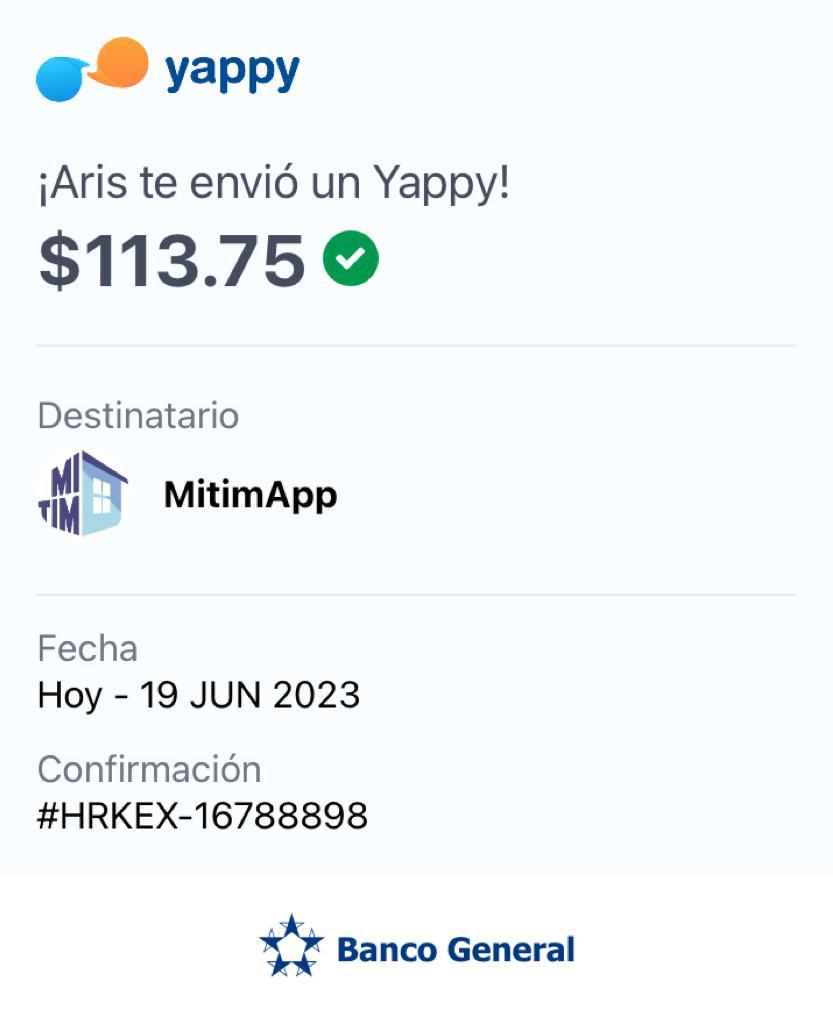 yappy
¡Aris te envió un Yappy!
$113.75
Destinatario
MI
TIM
MitimApp
Fecha
Hoy - 19 JUN 2023
Confirmación
#HRKEX-16788898
Banco General